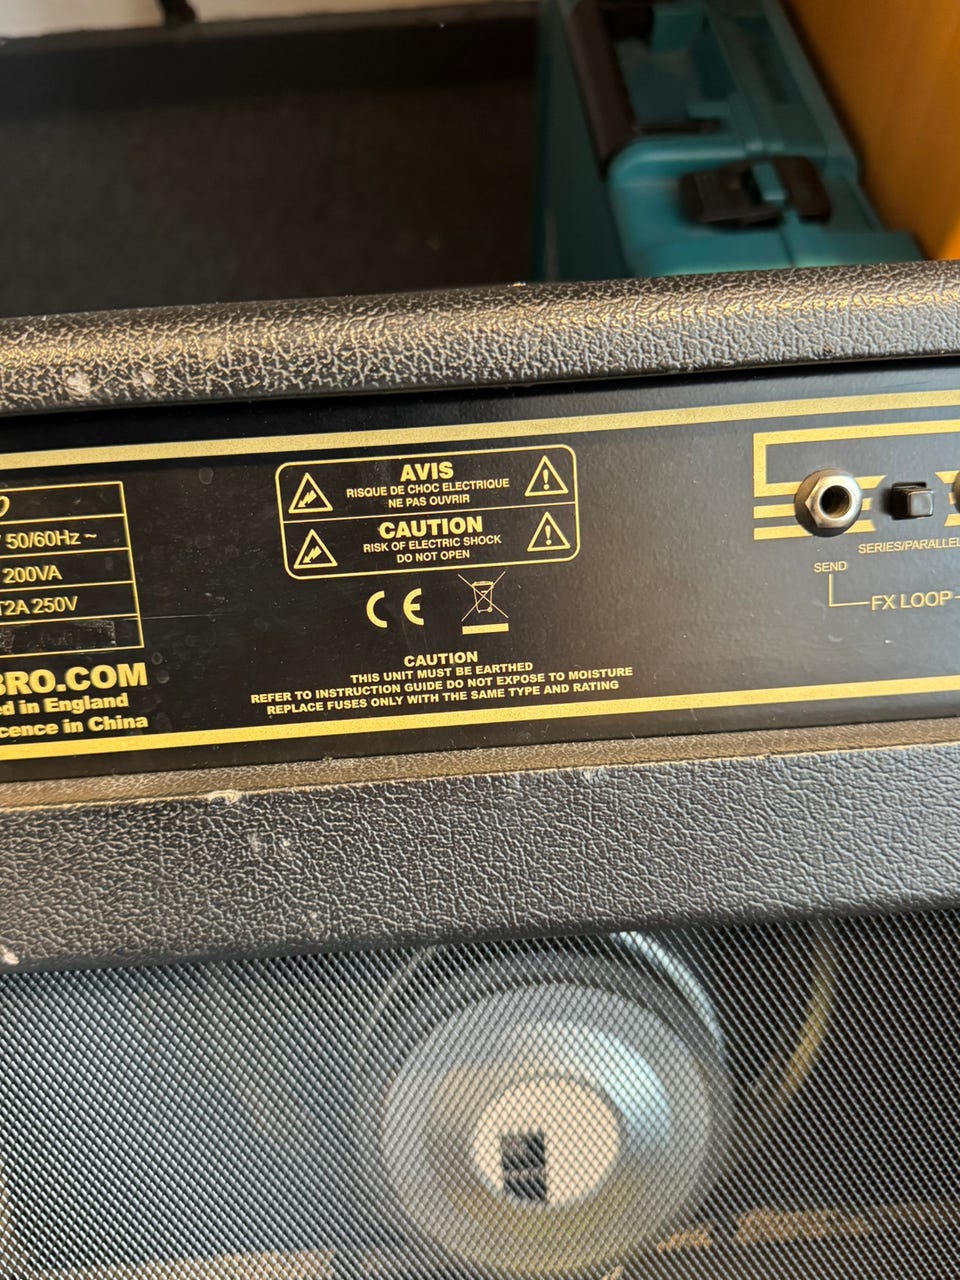 50/60Hz ~
200VA
T2A 250V
BRO.COM
ed in England
cence in China
AVIS
RISQUE DE CHOC ELECTRIQUE
NE PAS OUVRIR
CAUTION
RISK OF ELECTRIC SHOCK
DO NOT OPEN
CE
CAUTION
THIS UNIT MUST BE EARTHED
REFER TO INSTRUCTION GUIDE DO NOT EXPOSE TO MOISTURE
REPLACE FUSES ONLY WITH THE SAME TYPE AND RATING
SERIES/PARALLEL
SEND
FX LOOP